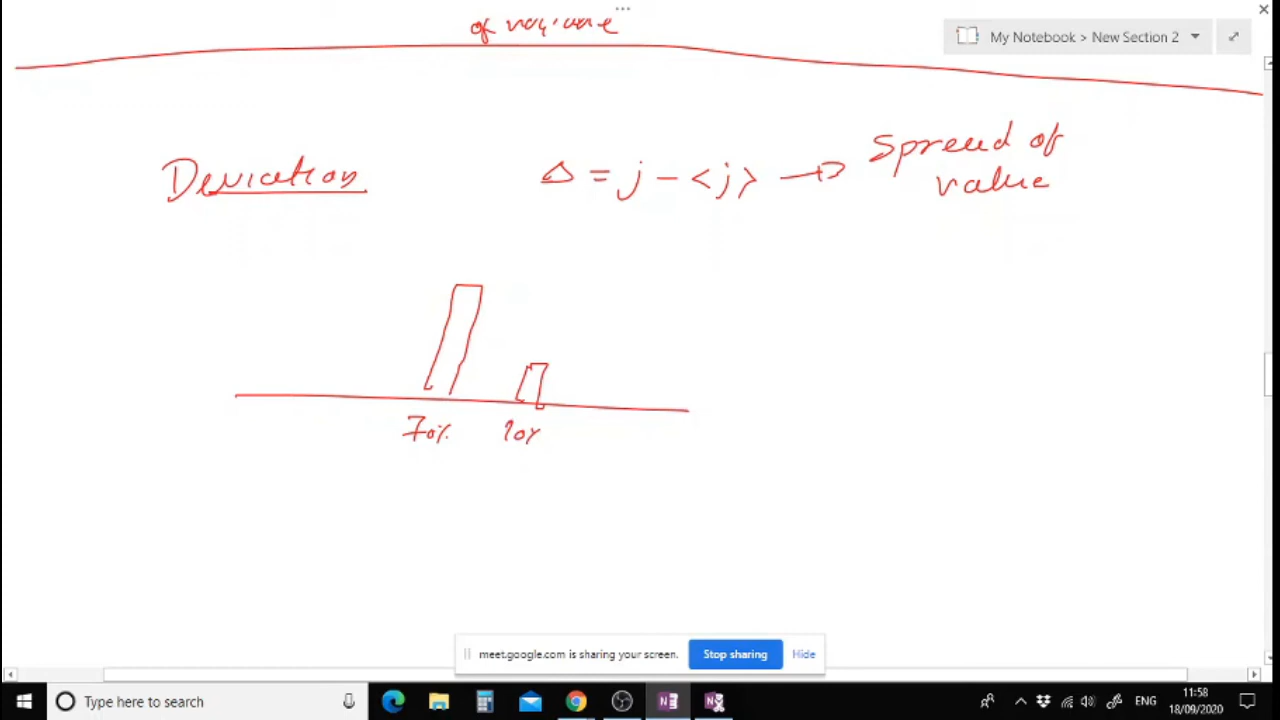 of variable
My Notebook > New Section 2
Deviation Δ = j - <j> → Spread of
value
70% 90%
meet.google.com is sharing your screen. Stop sharing Hide
Type here to search
ENG
11:58
18/09/2020